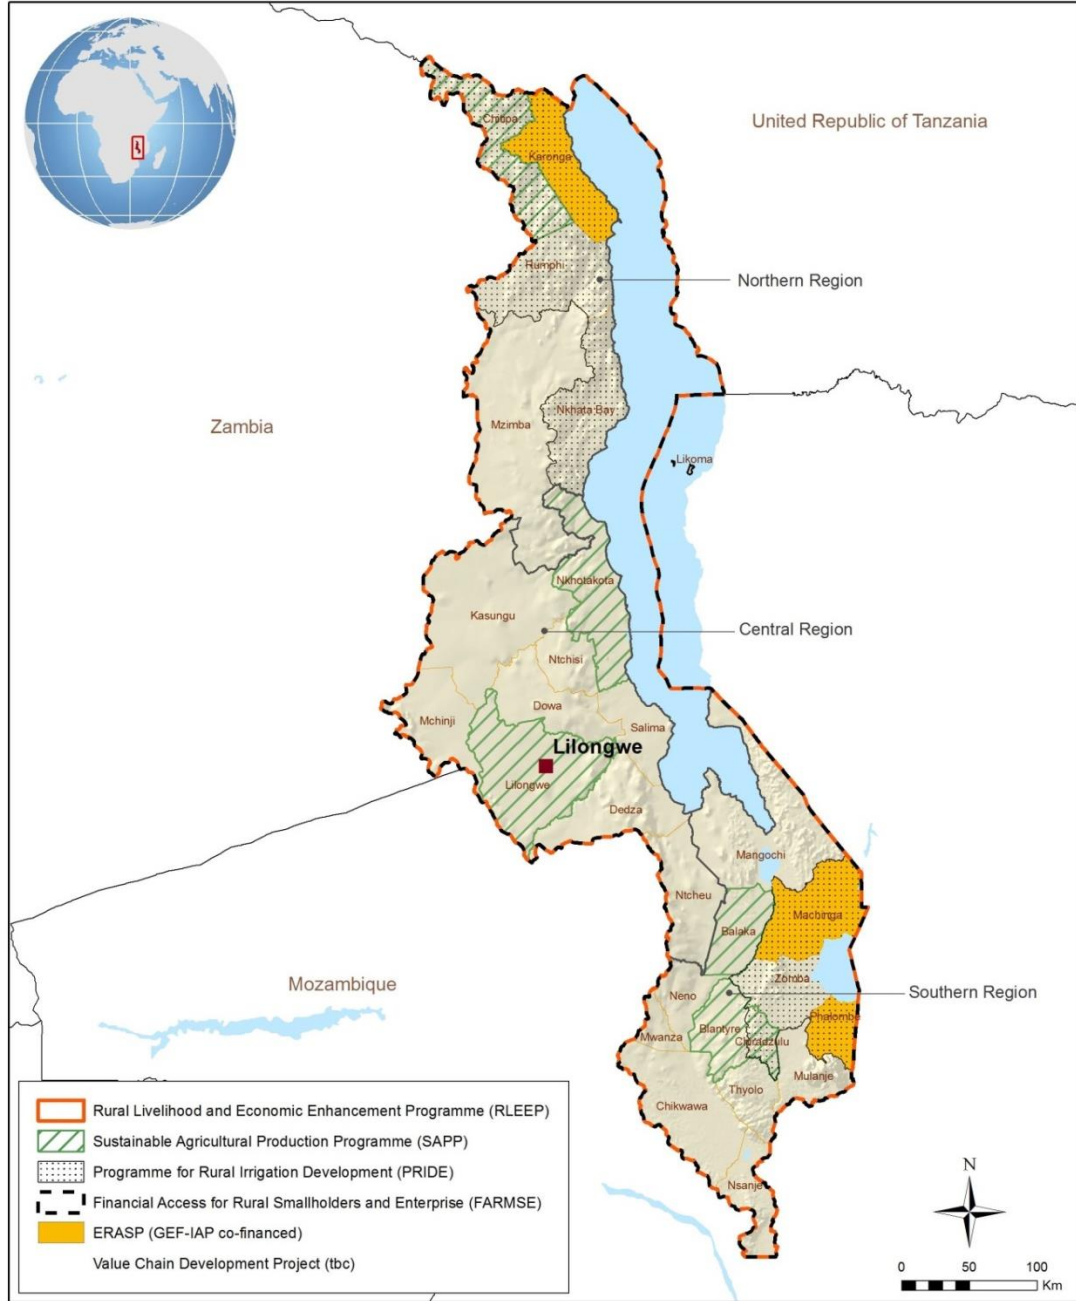 United Republic of Tanzania
Chitipa
Karonga
Rumphi
Northern Region
Nkhata Bay
Mzimba
Zambia
Likoma
Nkhotakota
Kasungu
Central Region
Ntchisi
Dowa
Mchinji
Salima
Lilongwe
Lilongwe
Dedza
Mangochi
Ntcheu
Machinga
Balaka
Zomba
Mozambique
Neno
Southern Region
Phalombe
Blantyre
Mwanza
Chiradzulu
Mulanje
Thyolo
Chikwawa
Nsanje
Rural Livelihood and Economic Enhancement Programme (RLEEP)
Sustainable Agricultural Production Programme (SAPP)
Programme for Rural Irrigation Development (PRIDE)
Financial Access for Rural Smallholders and Enterprise (FARMSE)
ERASP (GEF-IAP co-financed)
Value Chain Development Project (tbc)
N
0 50 100
Km